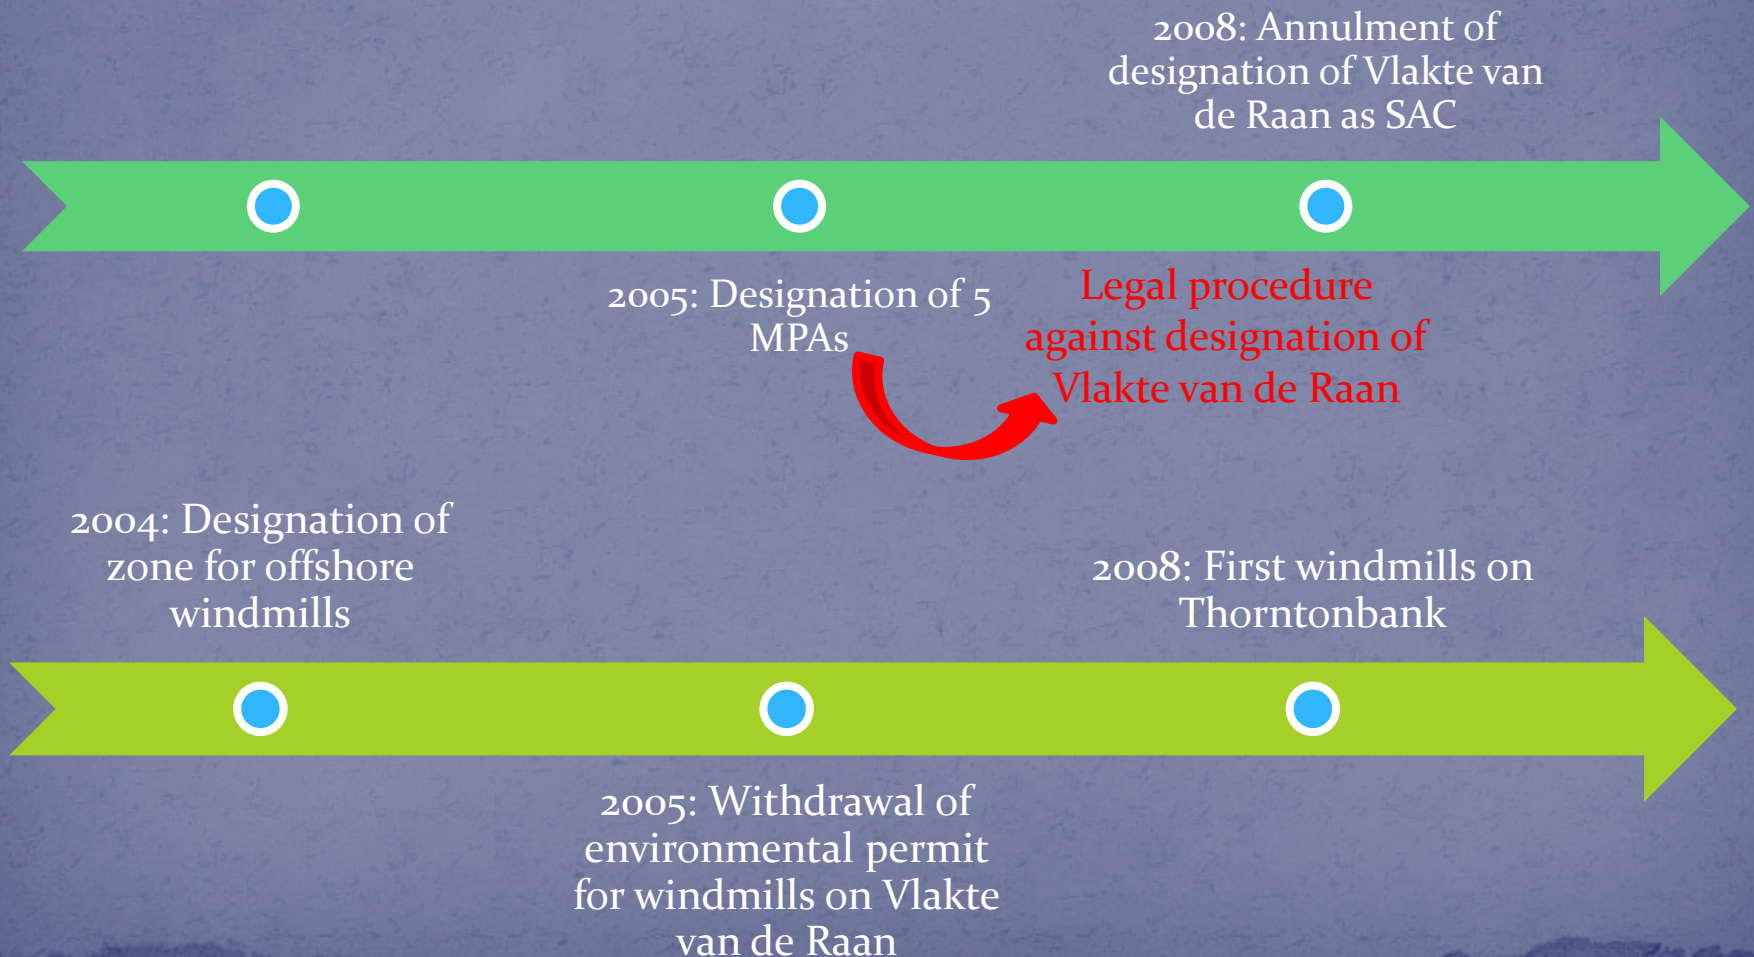 2008: Annulment of
designation of Vlakte van
de Raan as SAC
2005: Designation of 5
MPAs
Legal procedure
against designation of
Vlakte van de Raan
2004: Designation of
zone for offshore
windmills
2008: First windmills on
Thorntonbank
2005: Withdrawal of
environmental permit
for windmills on Vlakte
van de Raan